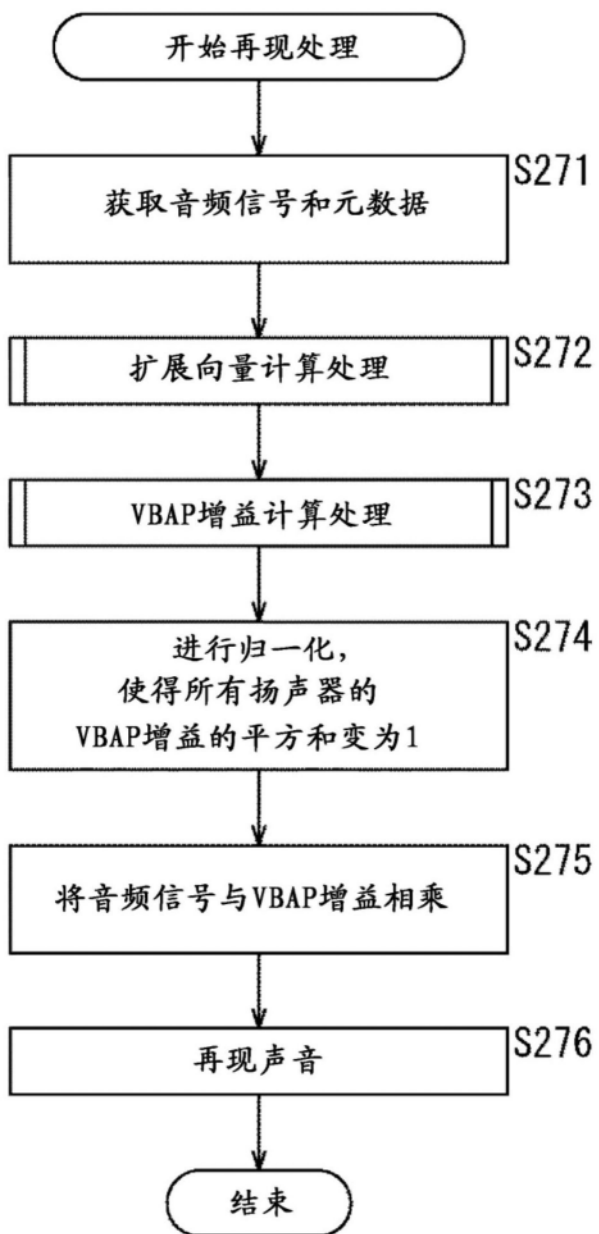 开始再现处理
S271
获取音频信号和元数据
S272
扩展向量计算处理
S273
VBAP增益计算处理
S274
进行归一化，
使得所有扬声器的
VBAP增益的平方和变为1
S275
将音频信号与VBAP增益相乘
S276
再现声音
结束